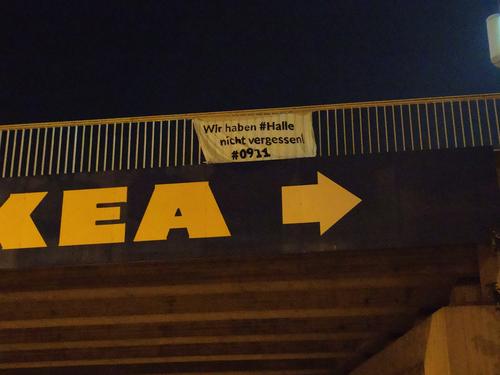 Wir haben #Halle
nicht vergessen!
#0911
KEA